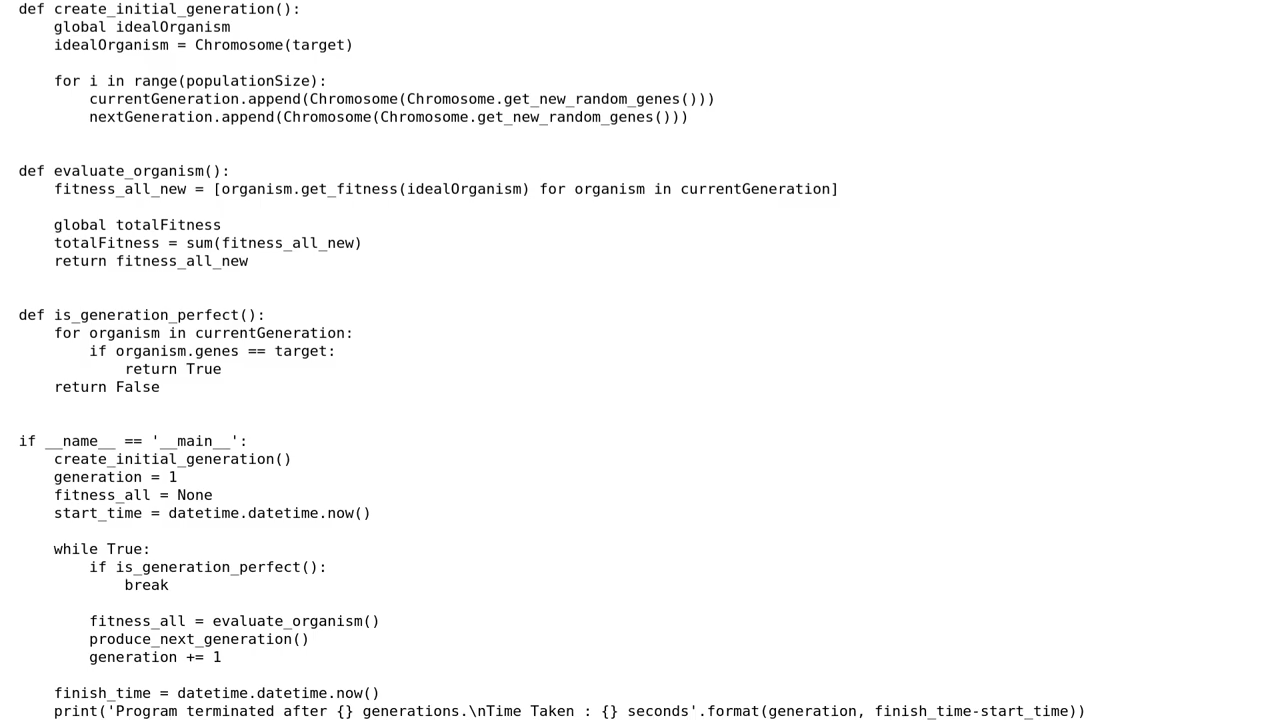 def create_initial_generation():
    global idealOrganism
    idealOrganism = Chromosome(target)

    for i in range(populationSize):
        currentGeneration.append(Chromosome(Chromosome.get_new_random_genes()))
        nextGeneration.append(Chromosome(Chromosome.get_new_random_genes()))


def evaluate_organism():
    fitness_all_new = [organism.get_fitness(idealOrganism) for organism in currentGeneration]

    global totalFitness
    totalFitness = sum(fitness_all_new)
    return fitness_all_new


def is_generation_perfect():
    for organism in currentGeneration:
        if organism.genes == target:
            return True
    return False


if __name__ == '__main__':
    create_initial_generation()
    generation = 1
    fitness_all = None
    start_time = datetime.datetime.now()

    while True:
        if is_generation_perfect():
            break

        fitness_all = evaluate_organism()
        produce_next_generation()
        generation += 1

    finish_time = datetime.datetime.now()
    print('Program terminated after {} generations.\nTime Taken : {} seconds'.format(generation, finish_time-start_time))